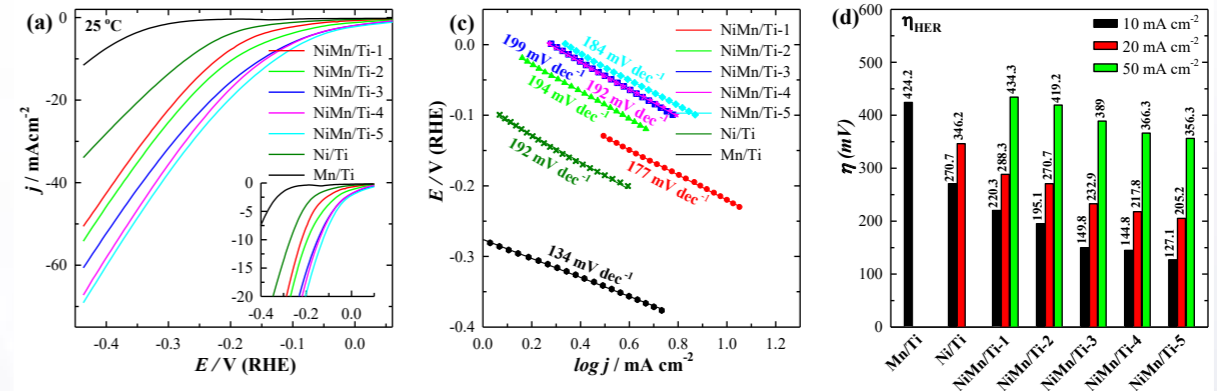 (a)
25 °C
NiMn/Ti-1
NiMn/Ti-2
NiMn/Ti-3
NiMn/Ti-4
NiMn/Ti-5
Ni/Ti
Mn/Ti
0
-20
-40
-60
j / mAcm-2
-0.4
-0.3
-0.2
-0.1
0.0
E / V (RHE)
0
-5
-10
-15
-20
-0.4
-0.2
0.0
(c)
199 mV dec-1
184 mV dec-1
194 mV dec-1
192 mV dec-1
192 mV dec-1
177 mV dec-1
134 mV dec-1
NiMn/Ti-1
NiMn/Ti-2
NiMn/Ti-3
NiMn/Ti-4
NiMn/Ti-5
Ni/Ti
Mn/Ti
0.0
-0.1
-0.2
-0.3
-0.4
E / V (RHE)
0.0
0.4
0.8
1.2
1.6
log j / mA cm-2
(d)
ηHER
10 mA cm-2
20 mA cm-2
50 mA cm-2
600
500
400
300
200
100
0
η (mV)
424.2
270.7
346.2
220.3
288.3
434.3
195.1
270.7
419.2
149.8
232.9
389
144.8
217.8
366.3
127.1
205.2
356.3
Mn/Ti
Ni/Ti
NiMn/Ti-1
NiMn/Ti-2
NiMn/Ti-3
NiMn/Ti-4
NiMn/Ti-5